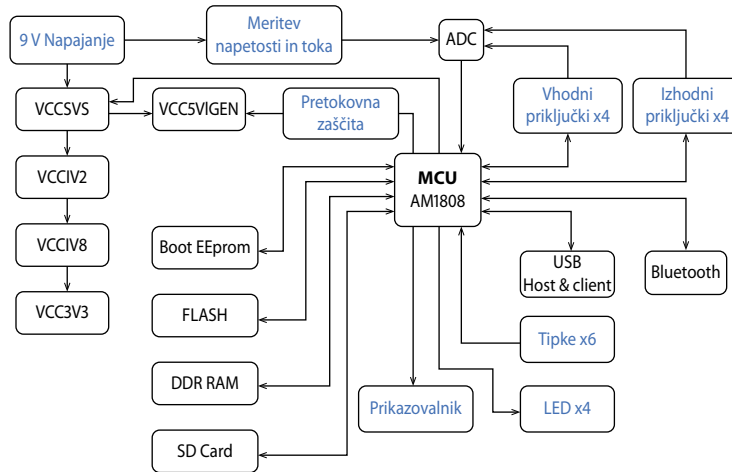 9 V Napajanje
Meritev
napetosti in toka
ADC
VCCSVS
VCC5VlGEN
Pretokovna
zaščita
Vhodni
priključki x4
Izhodni
priključki x4
VCCIV2
MCU
AM1808
VCCIV8
Boot EEprom
USB
Host & client
Bluetooth
VCC3V3
FLASH
Tipke x6
DDR RAM
Prikazovalnik
LED x4
SD Card